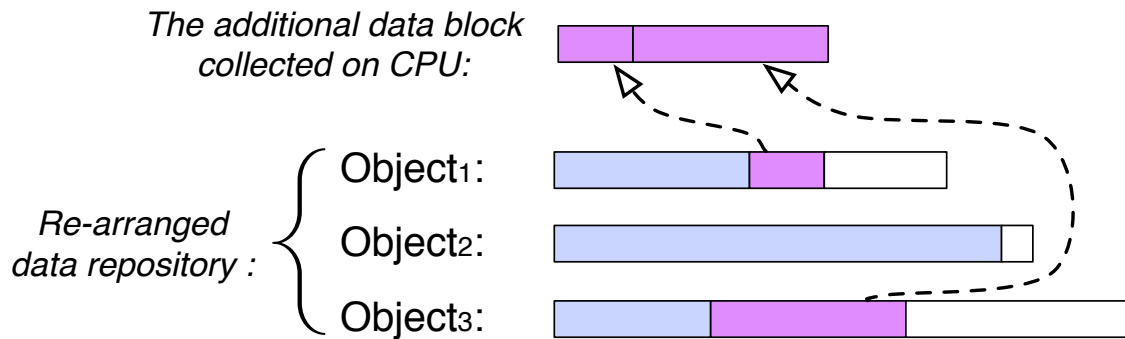 The additional data block
collected on CPU:
Object1:
Re-arranged
data repository :
Object2:
Object3: